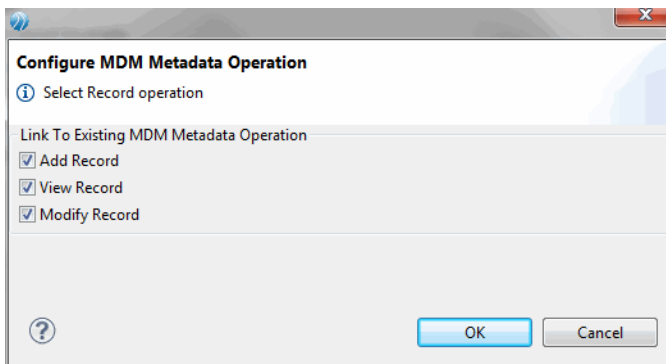 Configure MDM Metadata Operation
Select Record operation
Link To Existing MDM Metadata Operation
Add Record
View Record
Modify Record
OK Cancel